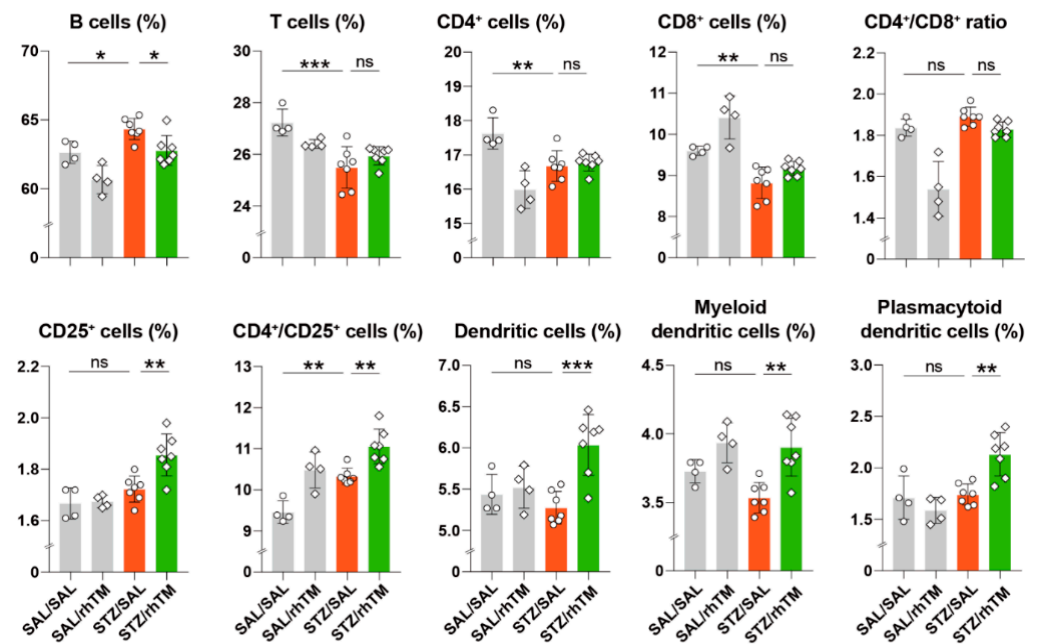 B cells (%)
70
65
60
0
* *
T cells (%)
30
28
26
24
0
*** ns
CD4⁺ cells (%)
20
19
18
17
16
15
0
** ns
CD8⁺ cells (%)
12
11
10
9
8
0
** ns
CD4⁺/CD8⁺ ratio
2.2
2.0
1.8
1.6
1.4
0
ns ns
CD25⁺ cells (%)
2.2
2.0
1.8
1.6
0
ns **
SAL/SAL
SAL/rhTM
STZ/SAL
STZ/rhTM
CD4⁺/CD25⁺ cells (%)
13
12
11
10
9
0
** **
SAL/SAL
SAL/rhTM
STZ/SAL
STZ/rhTM
Dendritic cells (%)
7.0
6.5
6.0
5.5
5.0
0
ns ***
SAL/SAL
SAL/rhTM
STZ/SAL
STZ/rhTM
Myeloid
dendritic cells (%)
4.5
4.0
3.5
0
ns **
SAL/SAL
SAL/rhTM
STZ/SAL
STZ/rhTM
Plasmacytoid
dendritic cells (%)
3.0
2.5
2.0
1.5
0
ns **
SAL/SAL
SAL/rhTM
STZ/SAL
STZ/rhTM